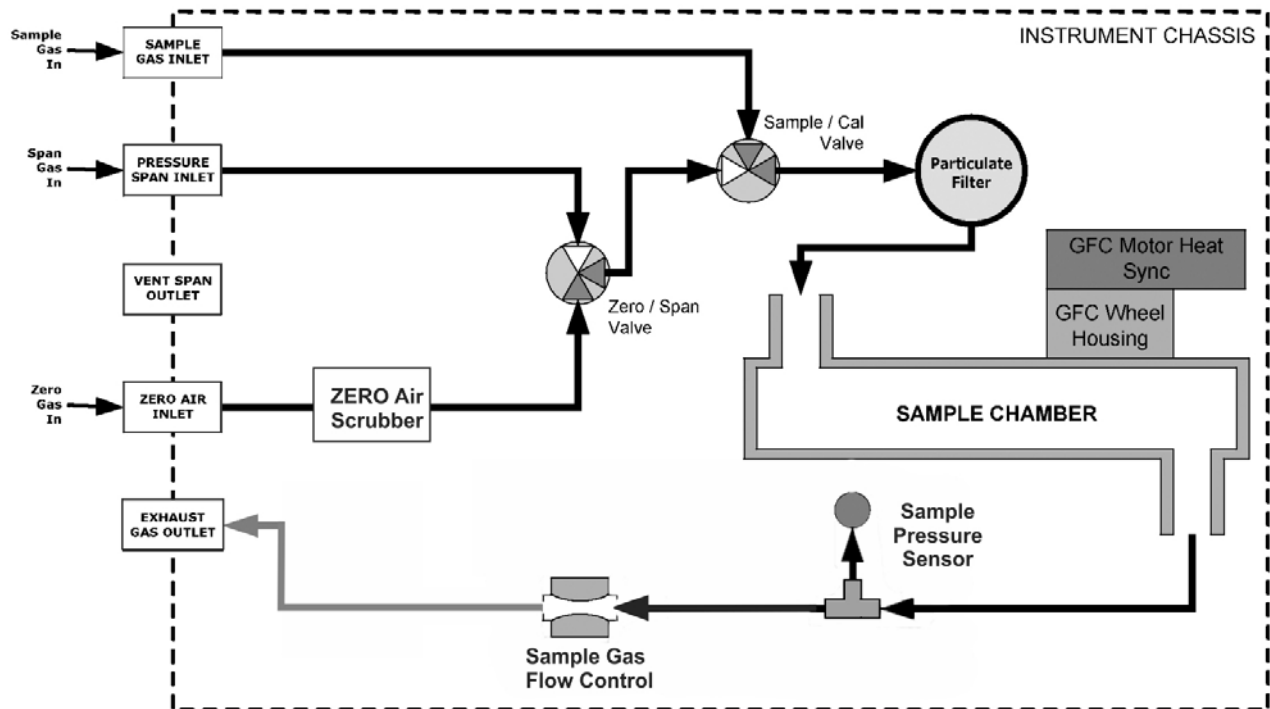 INSTRUMENT CHASSIS
Sample
Gas
In
SAMPLE
GAS INLET
Sample / Cal
Valve
Span
Gas
In
PRESSURE
SPAN INLET
Particulate
Filter
GFC Motor Heat
Sync
VENT SPAN
OUTLET
Zero / Span
Valve
GFC Wheel
Housing
Zero
Gas
In
ZERO AIR
INLET
ZERO Air
Scrubber
SAMPLE CHAMBER
EXHAUST
GAS OUTLET
Sample
Pressure
Sensor
Sample Gas
Flow Control